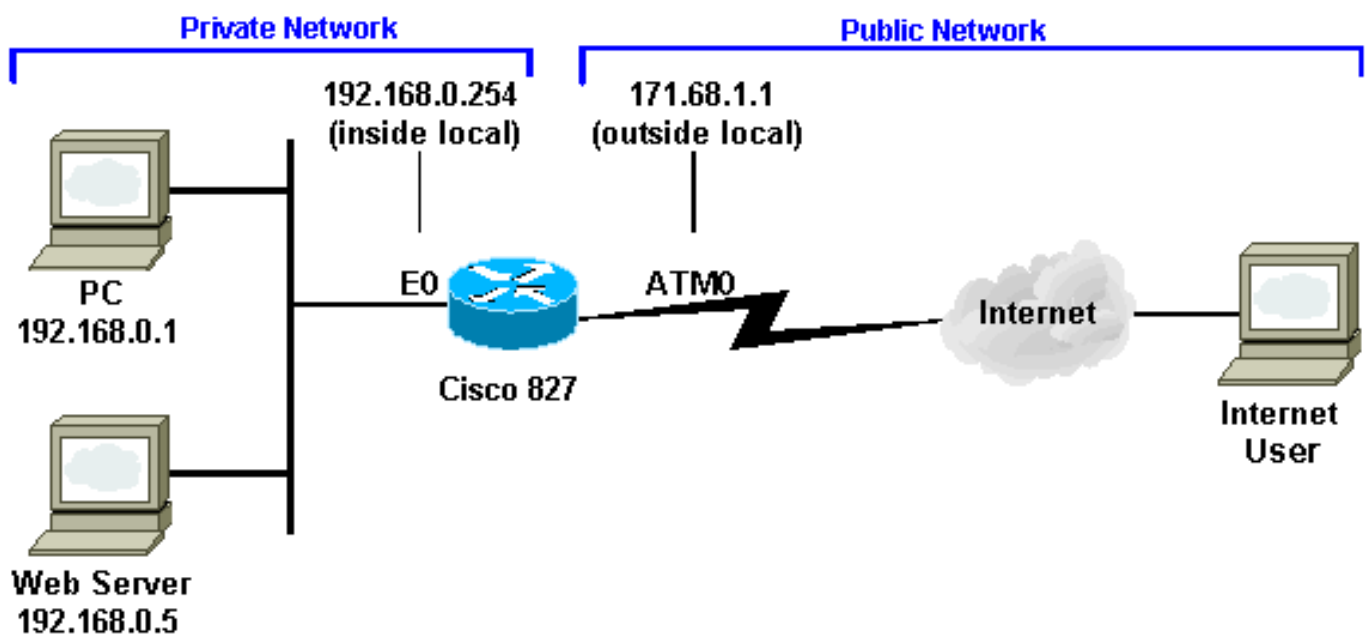 Private Network
Public Network
192.168.0.254
(inside local)
171.68.1.1
(outside local)
PC
192.168.0.1
E0
ATM0
Cisco 827
Internet
Internet
User
Web Server
192.168.0.5